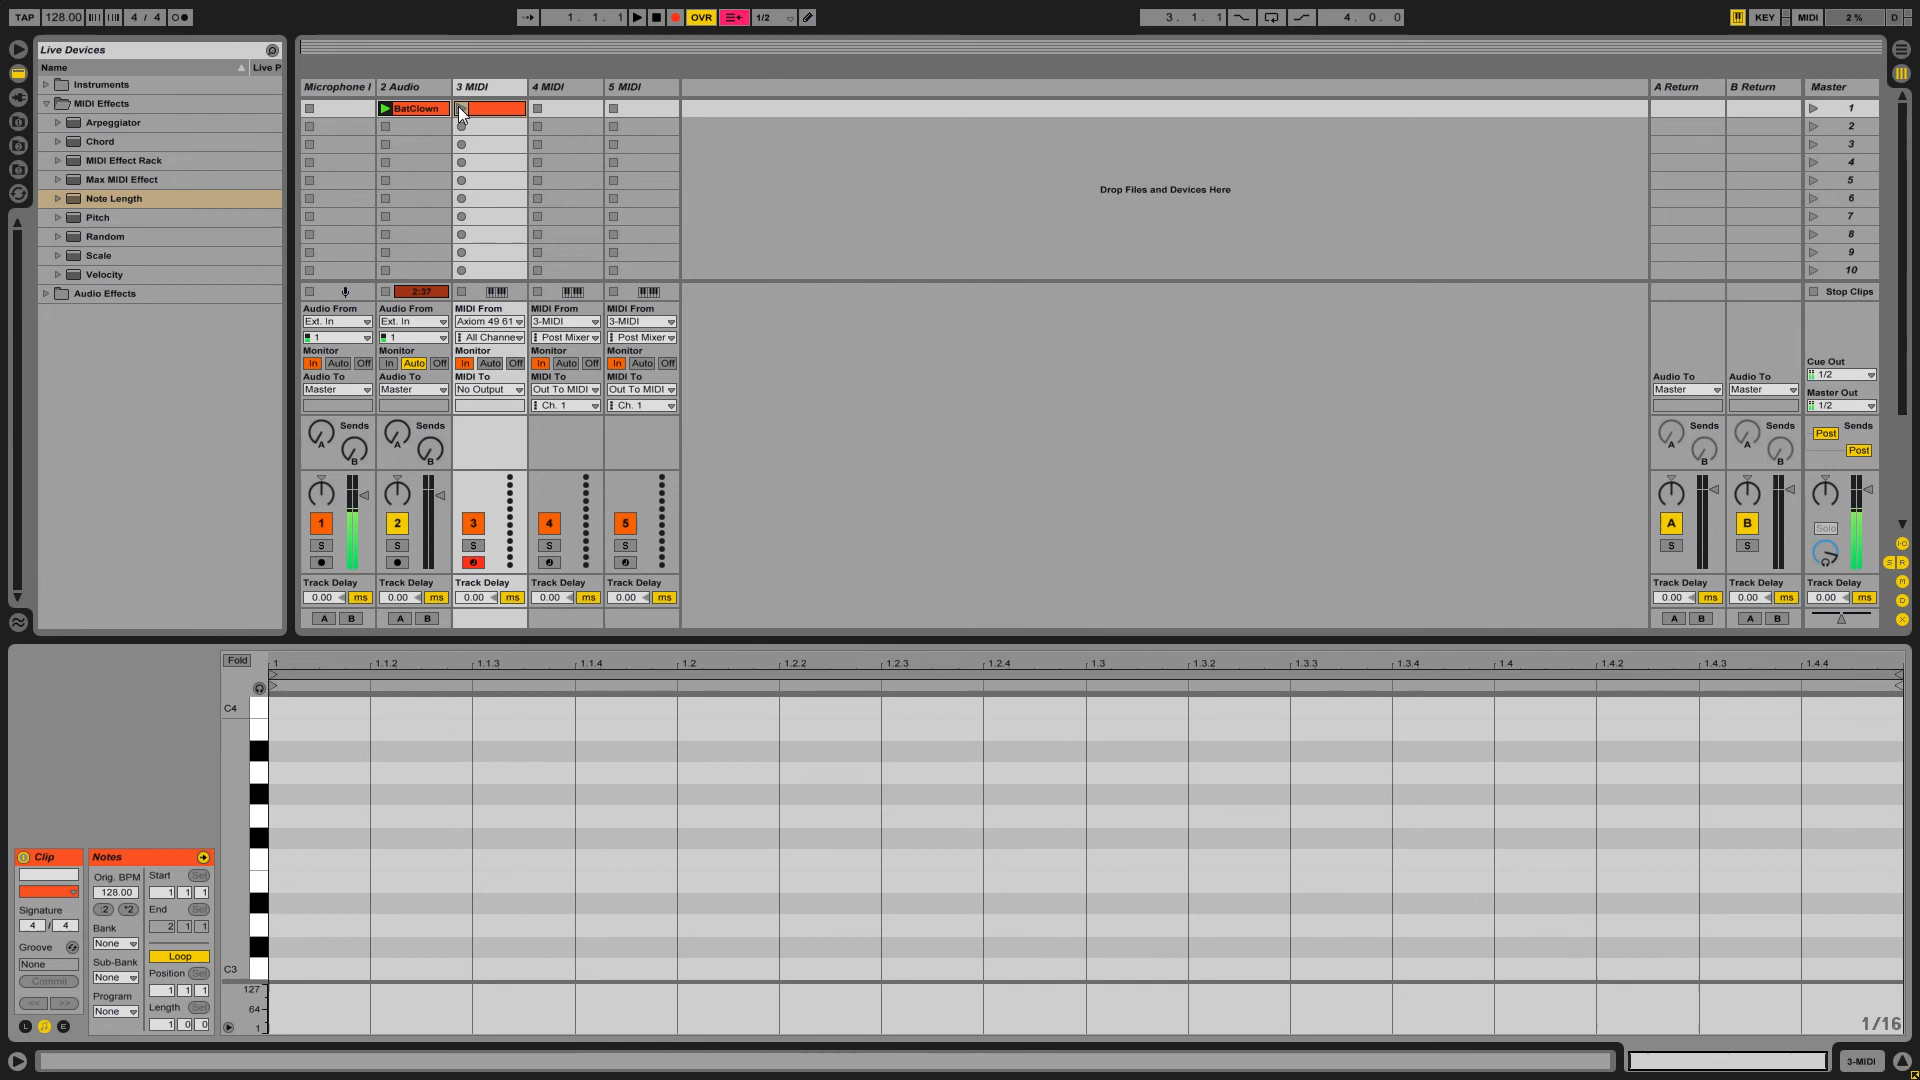 TAP 128.00 4 / 4
1. 1. 1 OVR 1/2
3. 1. 1 4. 0. 0
KEY MIDI 2 % D
Live Devices
Name Live P
Instruments
MIDI Effects
Arpeggiator
Chord
MIDI Effect Rack
Max MIDI Effect
Note Length
Pitch
Random
Scale
Velocity
Audio Effects
Microphone I 2 Audio 3 MIDI 4 MIDI 5 MIDI A Return B Return Master
BatClown 1
2
3
4
5
6
7
8
9
10
Drop Files and Devices Here
2:37 Stop Clips
Audio From Audio From MIDI From MIDI From MIDI From
Ext. In Ext. In Axiom 49 61 3-MIDI 3-MIDI
1 1 All Channe Post Mixer Post Mixer
Monitor Monitor Monitor Monitor Monitor
In Auto Off In Auto Off In Auto Off In Auto Off In Auto Off
Cue Out
1/2
Audio To Audio To MIDI To MIDI To MIDI To Audio To Audio To
Master Master No Output Out To MIDI Out To MIDI Master Master
Master Out
Ch. 1 Ch. 1 1/2
Sends Sends Sends Sends Post Sends
A A A A
B B B B Post
1 2 3 4 5 A B Solo
S S S S S S S
S R
M
D
X
Track Delay Track Delay Track Delay Track Delay Track Delay Track Delay Track Delay Track Delay
0.00 ms 0.00 ms 0.00 ms 0.00 ms 0.00 ms 0.00 ms 0.00 ms 0.00 ms
A B A B A B A B
Fold 1 1.1.2 1.1.3 1.1.4 1.2 1.2.2 1.2.3 1.2.4 1.3 1.3.2 1.3.3 1.3.4 1.4 1.4.2 1.4.3 1.4.4
C4
C3
127
64
1
1/16
Clip Notes
Orig. BPM Start Set
128.00 1 1 1
Signature :2 *2 End Set
4 / 4 Bank 2 1 1
Groove None
None Sub-Bank Loop
Commit None Position Set
<< >> Program 1 1 1
None Length Set
L E 1 0 0
3-MIDI